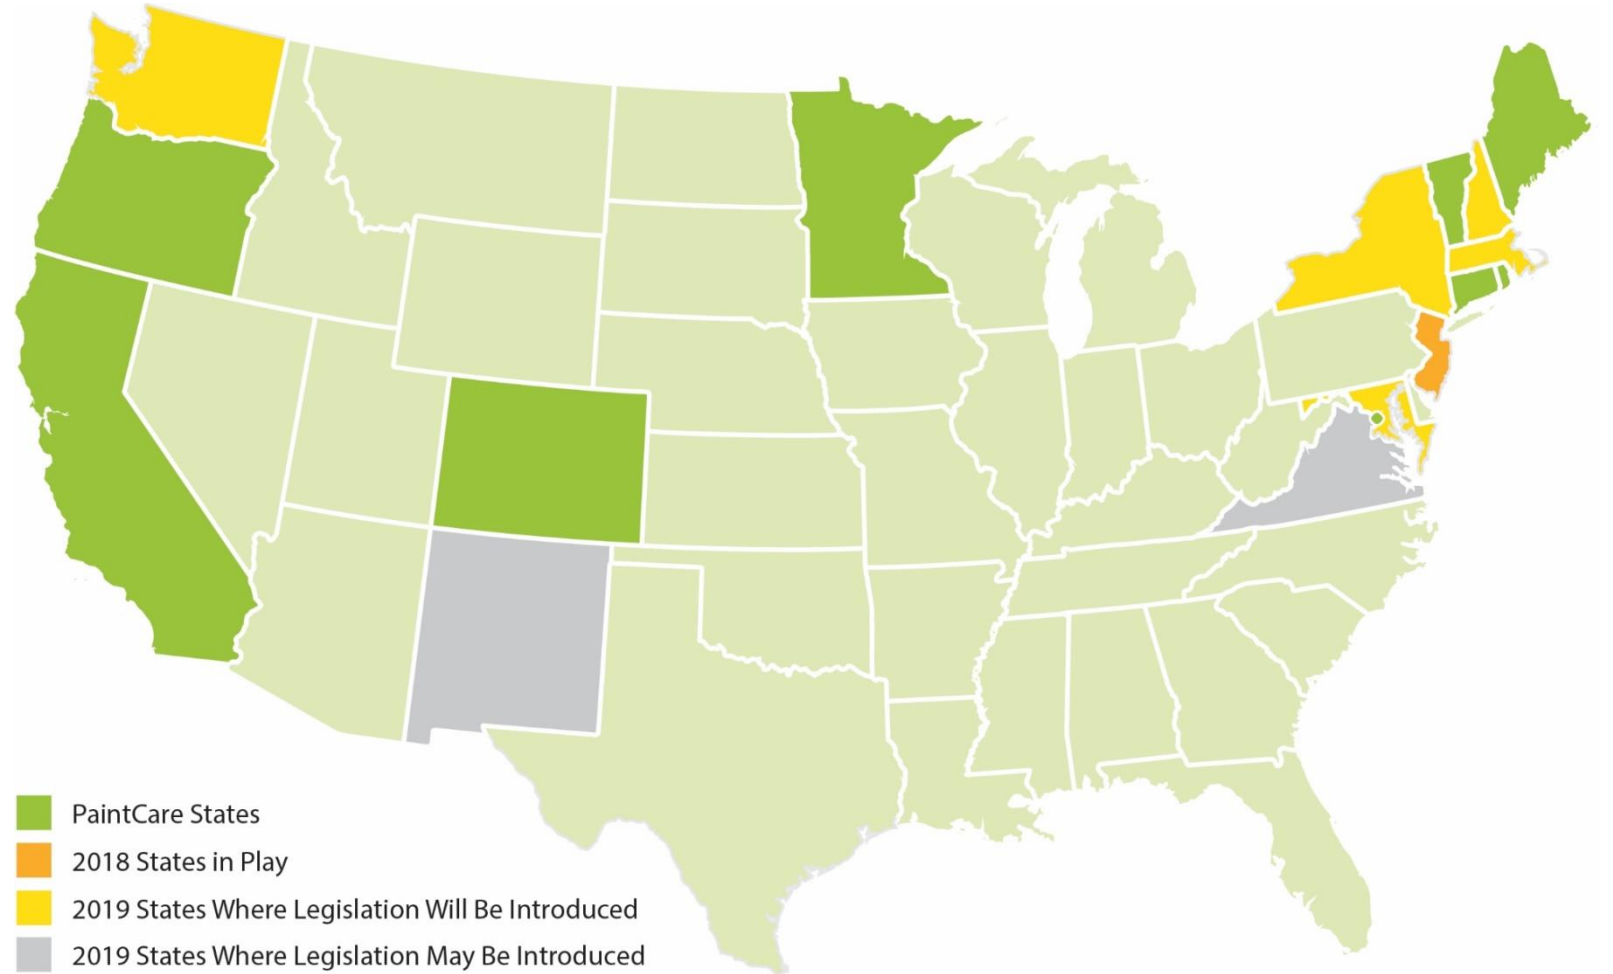 PaintCare States
2018 States in Play
2019 States Where Legislation Will Be Introduced
2019 States Where Legislation May Be Introduced